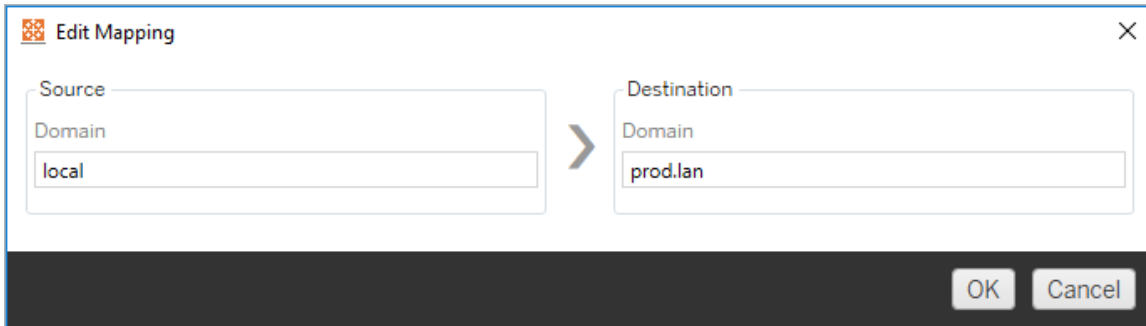 Edit Mapping
Source
Domain
local
Destination
Domain
prod.lan
OK
Cancel